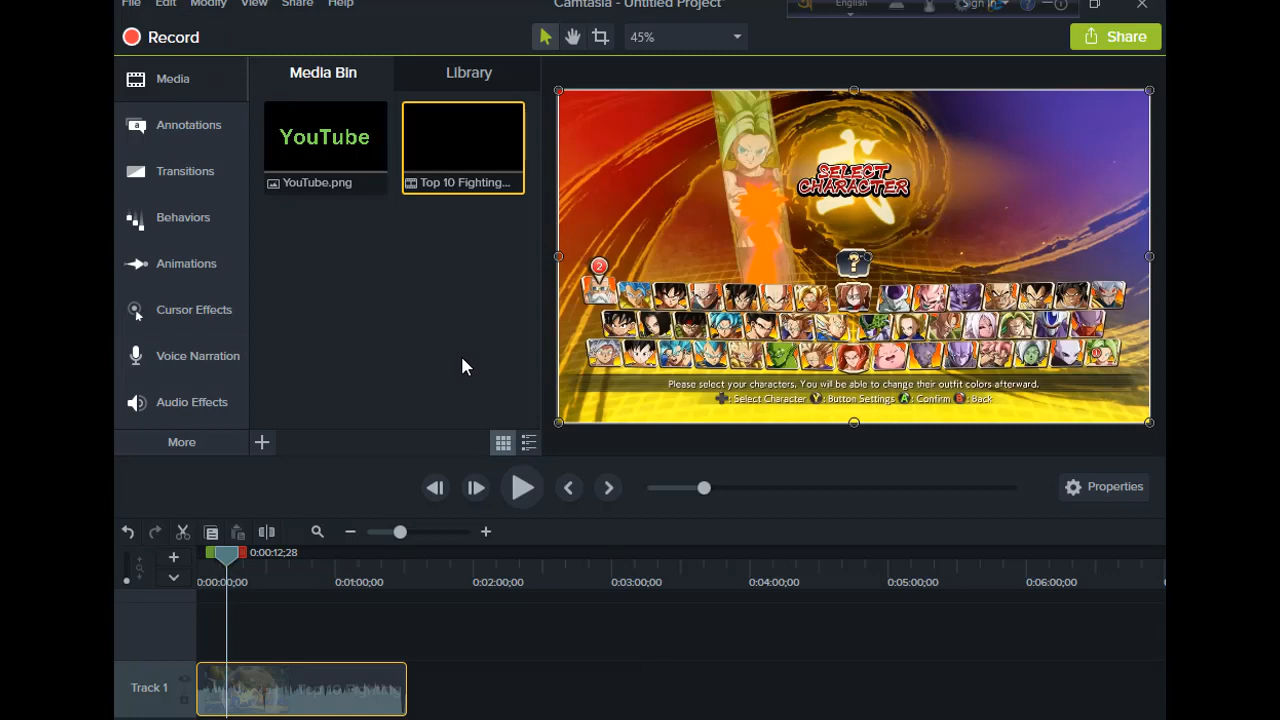 File Edit Modify View Share Help
Camtasia - Untitled Project*
English
Sign in
Record
45%
Share
Media
Annotations
Transitions
Behaviors
Animations
Cursor Effects
Voice Narration
Audio Effects
More
Media Bin
Library
YouTube
YouTube.png
Top 10 Fighting...
式
SELECT
CHARACTER
2
?
Please select your characters. You will be able to change their outfit colors afterward.
: Select Character Y : Button Settings A : Confirm B : Back
Properties
0:00:12;28
0:00:00;00 0:01:00;00 0:02:00;00 0:03:00;00 0:04:00;00 0:05:00;00 0:06:00;00
Track 1